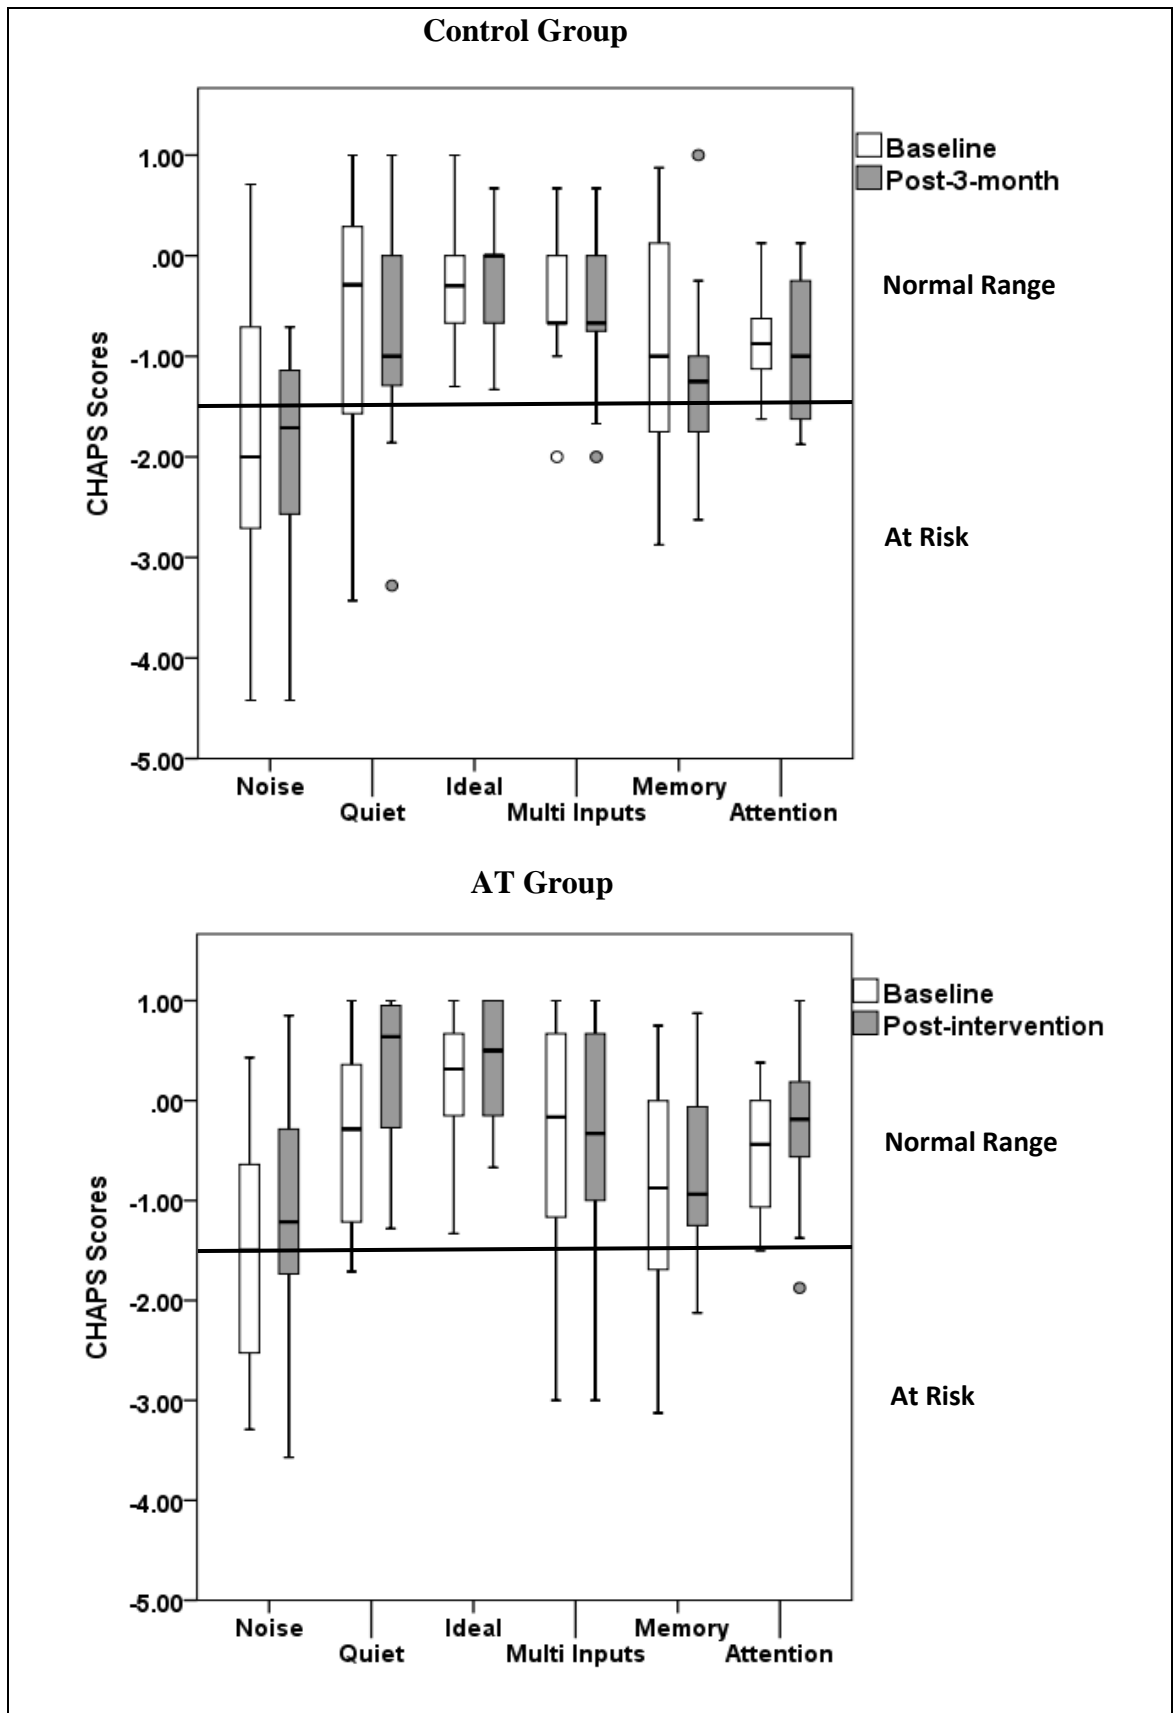 Control Group
1.00
.00
-1.00
-2.00
-3.00
-4.00
-5.00
CHAPS Scores
Baseline
Post-3-month
Normal Range
At Risk
Noise
Quiet
Ideal
Multi Inputs
Memory
Attention
AT Group
1.00
.00
-1.00
-2.00
-3.00
-4.00
-5.00
CHAPS Scores
Baseline
Post-intervention
Normal Range
At Risk
Noise
Quiet
Ideal
Multi Inputs
Memory
Attention